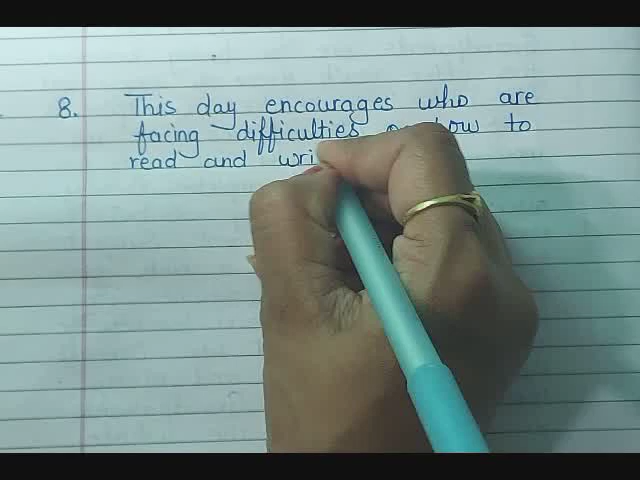 8. This day encourages who are
facing difficulties to
read and